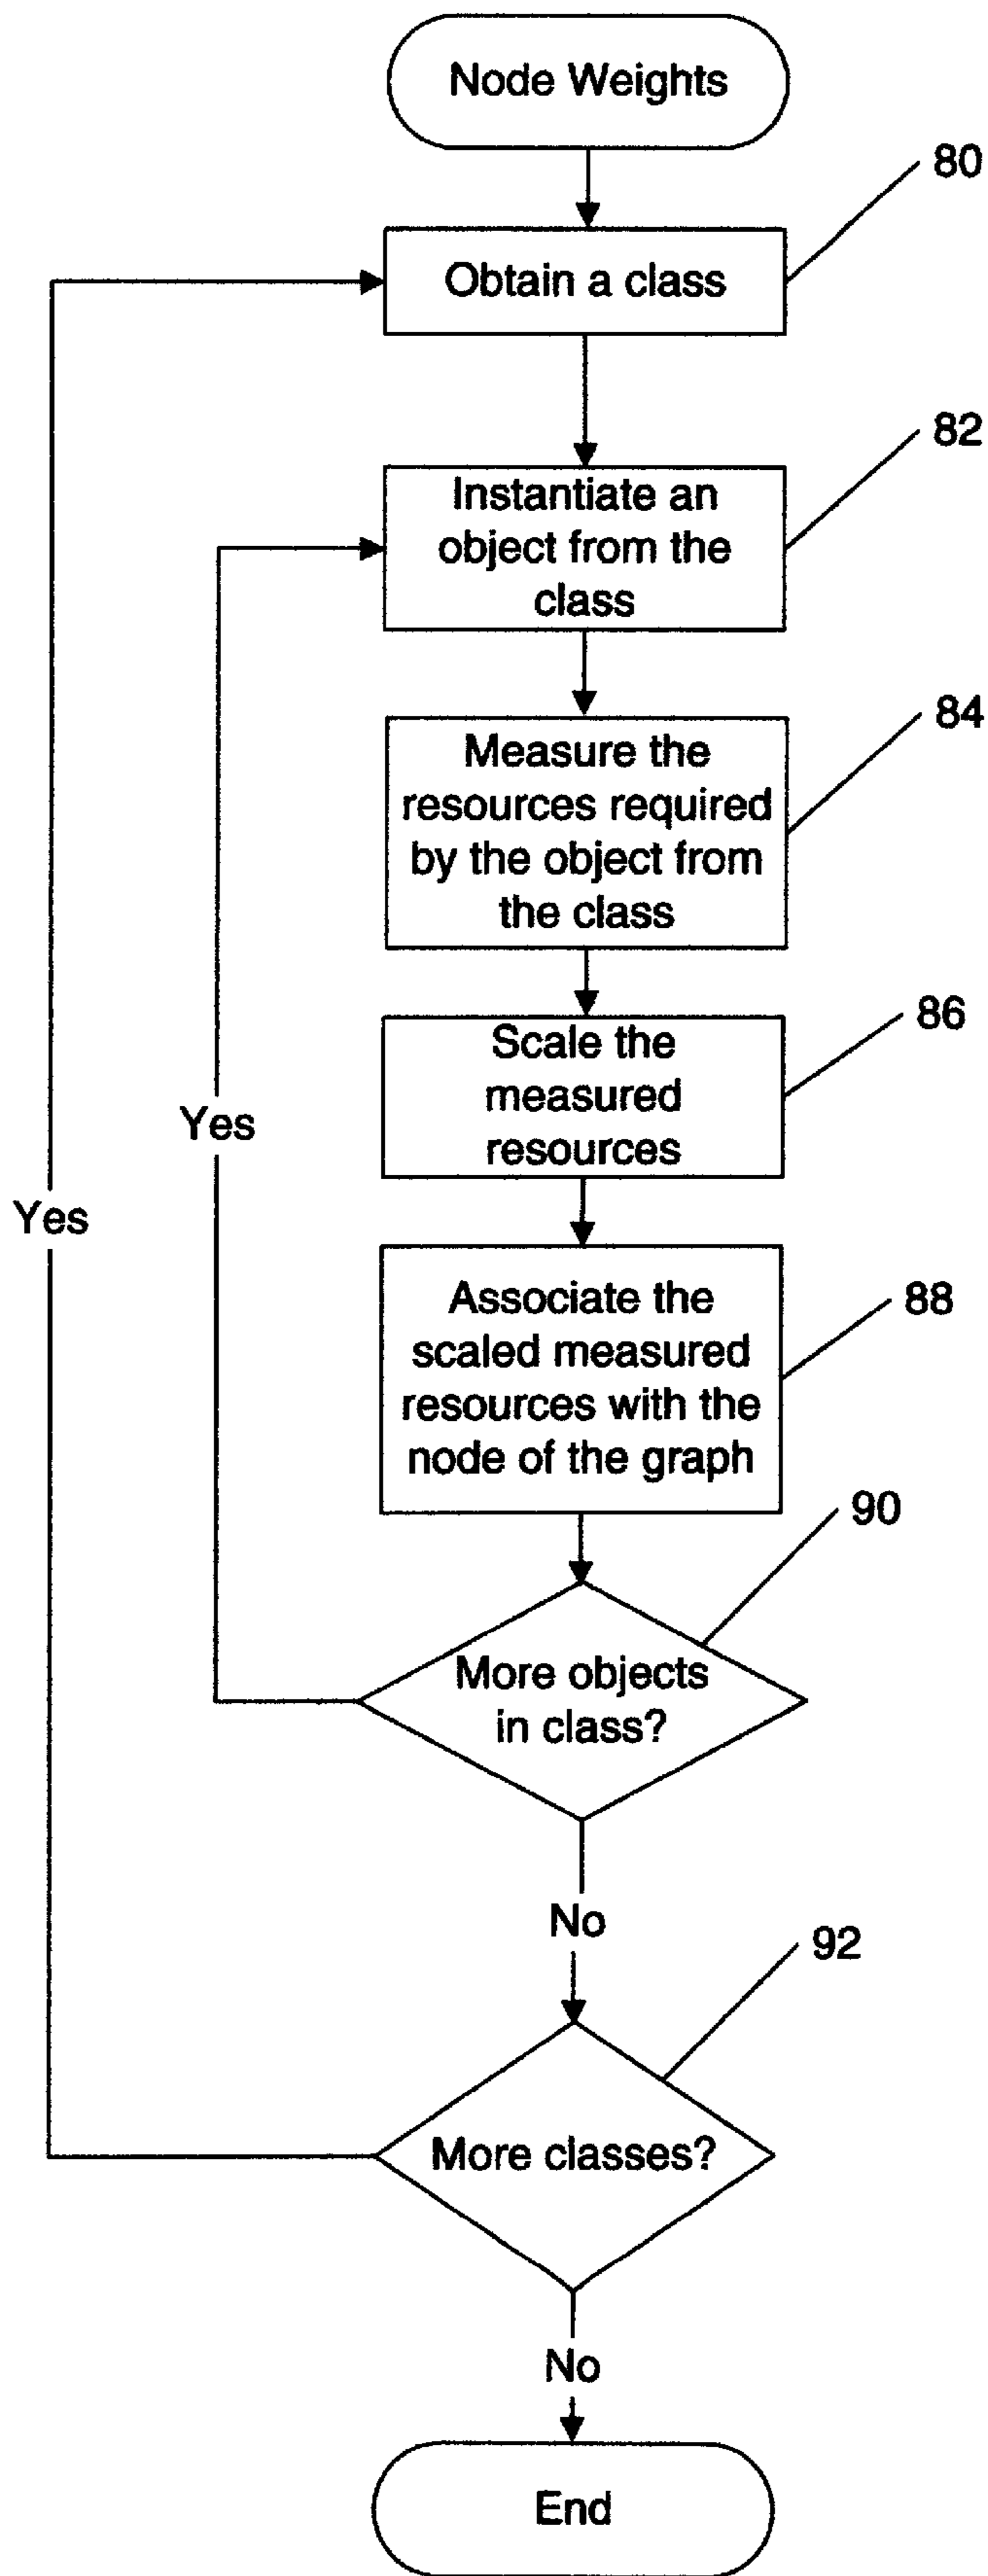 Node Weights
80
Obtain a class
82
Instantiate an
object from the
class
84
Measure the
resources required
by the object from
the class
86
Scale the
measured
resources
Yes
Yes
88
Associate the
scaled measured
resources with the
node of the graph
90
More objects
in class?
No
92
More classes?
No
End